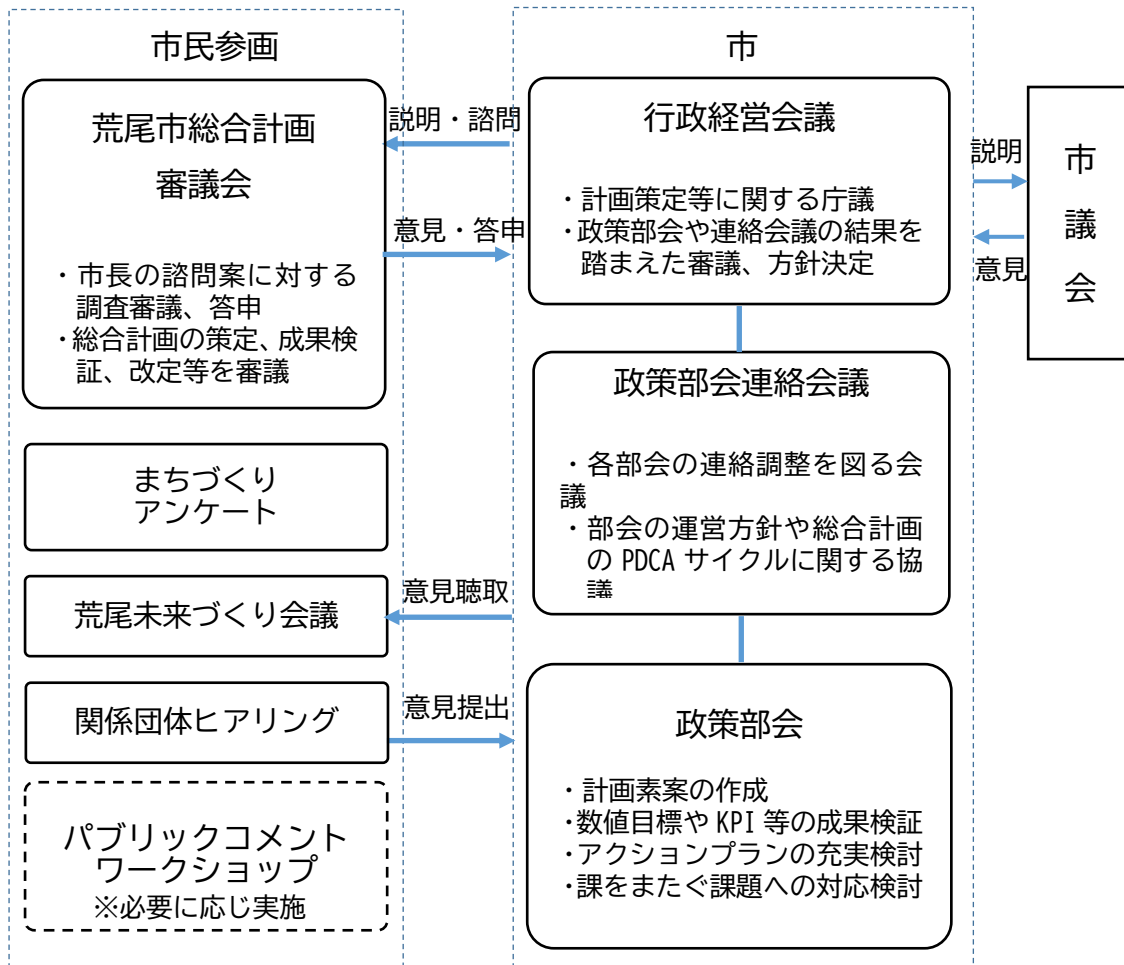 市民参画
荒尾市総合計画
審議会
・市長の諮問案に対する
調査審議、答申
・総合計画の策定、成果検
証、改定等を審議
まちづくり
アンケート
荒尾未来づくり会議
関係団体ヒアリング
パブリックコメント
ワークショップ
※必要に応じ実施
説明・諮問
意見・答申
意見聴取
意見提出
市
行政経営会議
・計画策定等に関する庁議
・政策部会や連絡会議の結果を
踏まえた審議、方針決定
政策部会連絡会議
・各部会の連絡調整を図る会
議
・部会の運営方針や総合計画
の PDCA サイクルに関する協
議
政策部会
・計画素案の作成
・数値目標や KPI 等の成果検証
・アクションプランの充実検討
・課をまたぐ課題への対応検討
説明
意見
市
議
会